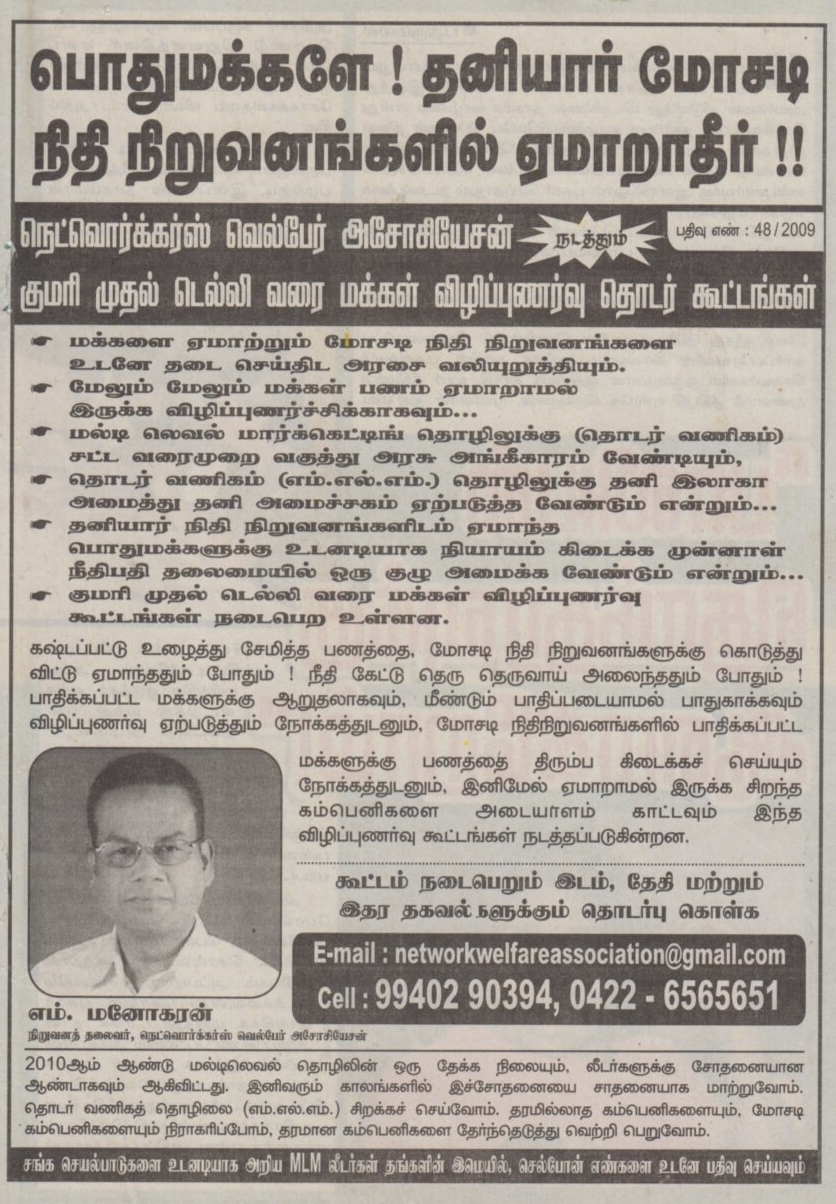 பொதுமக்களே ! தனியார் மோசடி
நிதி நிறுவனங்களில் ஏமாறாதீர் !!
நெட்வொர்க்கர்ஸ் வெல்பேர் அசோசியேசன் நடத்தும் பதிவு எண் : 48/2009
குமரி முதல் டெல்லி வரை மக்கள் விழிப்புணர்வு தொடர் கூட்டங்கள்
மக்களை ஏமாற்றும் மோசடி நிதி நிறுவனங்களை
உடனே தடை செய்திட அரசை வலியுறுத்தியும்.
மேலும் மேலும் மக்கள் பணம் ஏமாறாமல்
இருக்க விழிப்புணர்ச்சிக்காகவும்...
மல்டி லெவல் மார்க்கெட்டிங் தொழிலுக்கு (தொடர் வணிகம்)
சட்ட வரைமுறை வகுத்து அரசு அங்கீகாரம் வேண்டியும்,
தொடர் வணிகம் (எம்.எல்.எம்.) தொழிலுக்கு தனி இலாகா
அமைத்து தனி அமைச்சகம் ஏற்படுத்த வேண்டும் என்றும்...
தனியார் நிதி நிறுவனங்களிடம் ஏமாந்த
பொதுமக்களுக்கு உடனடியாக நியாயம் கிடைக்க முன்னாள்
நீதிபதி தலைமையில் ஒரு குழு அமைக்க வேண்டும் என்றும்...
குமரி முதல் டெல்லி வரை மக்கள் விழிப்புணர்வு
கூட்டங்கள் நடைபெற உள்ளன.
கஷ்டப்பட்டு உழைத்து சேமித்த பணத்தை, மோசடி நிதி நிறுவனங்களுக்கு கொடுத்து
விட்டு ஏமாந்ததும் போதும் ! நீதி கேட்டு தெரு தெருவாய் அலைந்ததும் போதும் !
பாதிக்கப்பட்ட மக்களுக்கு ஆறுதலாகவும், மீண்டும் பாதிப்படையாமல் பாதுகாக்கவும்
விழிப்புணர்வு ஏற்படுத்தும் நோக்கத்துடனும், மோசடி நிதிநிறுவனங்களில் பாதிக்கப்பட்ட
மக்களுக்கு பணத்தை திரும்ப கிடைக்கச் செய்யும்
நோக்கத்துடனும், இனிமேல் ஏமாறாமல் இருக்க சிறந்த
கம்பெனிகளை அடையாளம் காட்டவும் இந்த
விழிப்புணர்வு கூட்டங்கள் நடத்தப்படுகின்றன.
கூட்டம் நடைபெறும் இடம், தேதி மற்றும்
இதர தகவல்களுக்கும் தொடர்பு கொள்க
E-mail : networkwelfareassociation@gmail.com
Cell : 99402 90394, 0422 - 6565651
எம். மனோகரன்
நிறுவனத் தலைவர், நெட்வொர்க்கர்ஸ் வெல்பேர் அசோசியேசன்
2010ஆம் ஆண்டு மல்டிலெவல் தொழிலின் ஒரு தேக்க நிலையும், லீடர்களுக்கு சோதனையான
ஆண்டாகவும் ஆகிவிட்டது. இனிவரும் காலங்களில் இச்சோதனையை சாதனையாக மாற்றுவோம்.
தொடர் வணிகத் தொழிலை (எம்.எல்.எம்.) சிறக்கச் செய்வோம். தரமில்லாத கம்பெனிகளையும், மோசடி
கம்பெனிகளையும் நிராகரிப்போம், தரமான கம்பெனிகளை தேர்ந்தெடுத்து வெற்றி பெறுவோம்.
சங்க செயல்பாடுகளை உடனடியாக அறிய MLM லீடர்கள் தங்களின் இமெயில், செல்போன் எண்களை உடனே பதிவு செய்யவும்